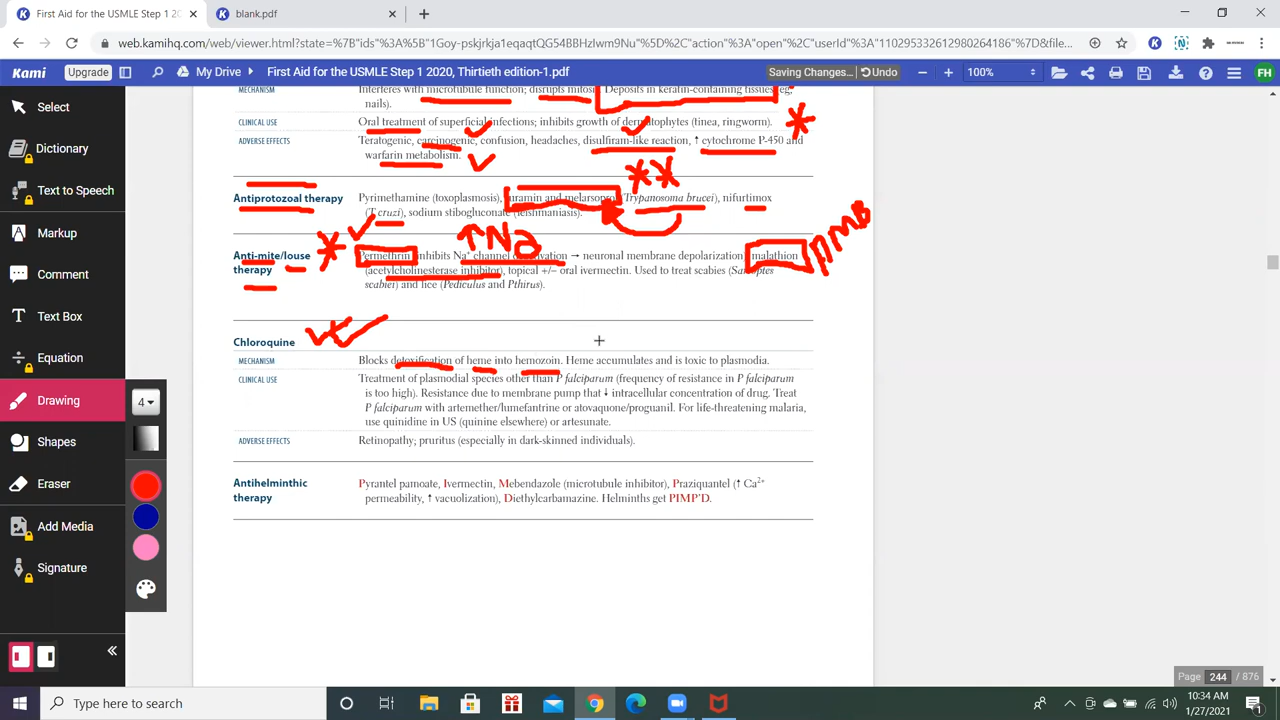 First Aid for the USMLE Step 1 20
blank.pdf
web.kamihq.com/web/viewer.html?state=%7B"ids"%3A%5B"1Goy-pskjkja1eqaqtQG54BBHzlwm9Nu"%5D%2C"action"%3A"open"%2C"userId"%3A"110295332612980264186"%7D&file...
Kami
Upgrade
My Drive
First Aid for the USMLE Step 1 2020, Thirtieth edition-1.pdf
Saving Changes...
Undo
100%
FH
Select
Dictionary
Markup
Comment
Text Box
Equation
Drawing
Shapes
Eraser
Add Media
Signature
4
MECHANISM
Interferes with microtubule function; disrupts mitosis. Deposits in keratin-containing tissues (eg,
nails).
CLINICAL USE
Oral treatment of superficial infections; inhibits growth of dermatophytes (tinea, ringworm).
ADVERSE EFFECTS
Teratogenic, carcinogenic, confusion, headaches, disulfiram-like reaction, ↑ cytochrome P-450 and
warfarin metabolism.
Antiprotozoal therapy
Pyrimethamine (toxoplasmosis), suramin and melarsoprol (Trypanosoma brucei), nifurtimox
(T cruzi), sodium stibogluconate (leishmaniasis).
↑Na
PMB
Anti-mite/louse
therapy
Permethrin inhibits Na⁺ channel deactivation → neuronal membrane depolarization, malathion
(acetylcholinesterase inhibitor), topical +/− oral ivermectin. Used to treat scabies (Sarcoptes
scabiei) and lice (Pediculus and Pthirus).
Chloroquine
MECHANISM
Blocks detoxification of heme into hemozoin. Heme accumulates and is toxic to plasmodia.
CLINICAL USE
Treatment of plasmodial species other than P falciparum (frequency of resistance in P falciparum
is too high). Resistance due to membrane pump that ↓ intracellular concentration of drug. Treat
P falciparum with artemether/lumefantrine or atovaquone/proguanil. For life-threatening malaria,
use quinidine in US (quinine elsewhere) or artesunate.
ADVERSE EFFECTS
Retinopathy; pruritus (especially in dark-skinned individuals).
Antihelminthic
therapy
Pyrantel pamoate, Ivermectin, Mebendazole (microtubule inhibitor), Praziquantel (↑ Ca²⁺
permeability, ↑ vacuolization), Diethylcarbamazine. Helminths get PIMP'D.
Page 244 / 876
Type here to search
10:34 AM
1/27/2021